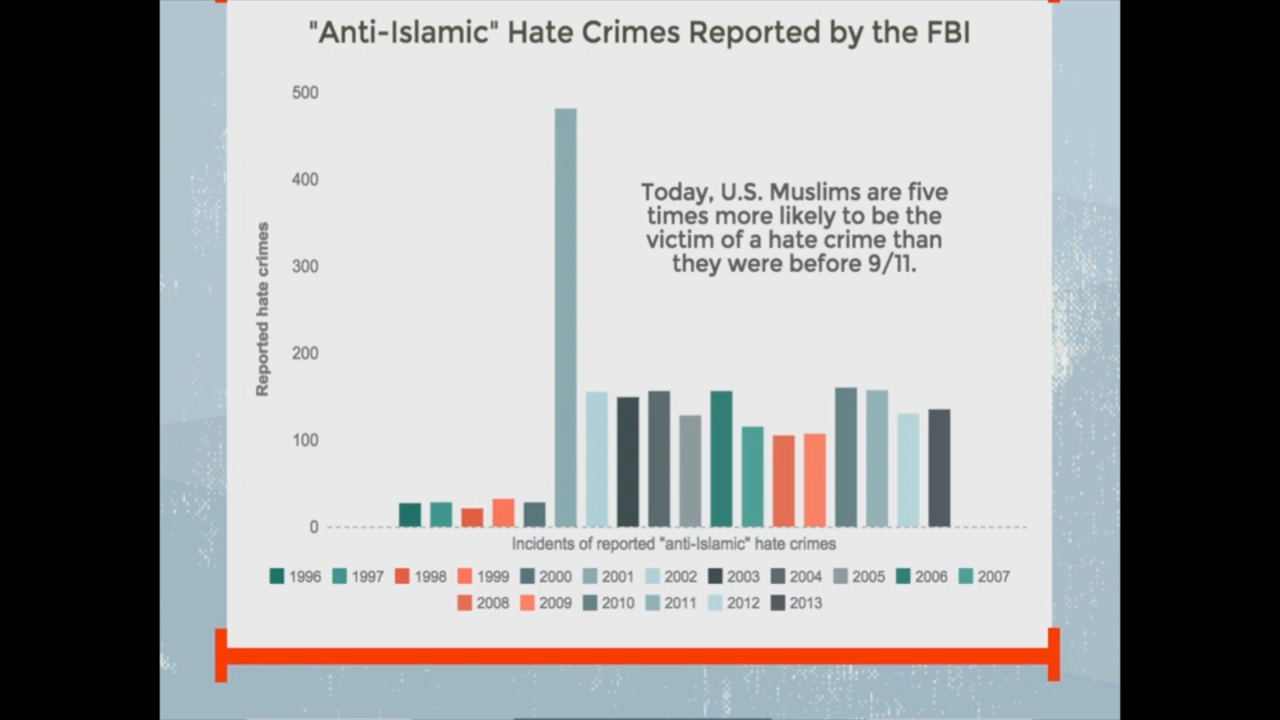 "Anti-Islamic" Hate Crimes Reported by the FBI
500
400
300
200
100
0
Reported hate crimes
Today, U.S. Muslims are five
times more likely to be the
victim of a hate crime than
they were before 9/11.
Incidents of reported "anti-Islamic" hate crimes
1996 1997 1998 1999 2000 2001 2002 2003 2004 2005 2006 2007
2008 2009 2010 2011 2012 2013